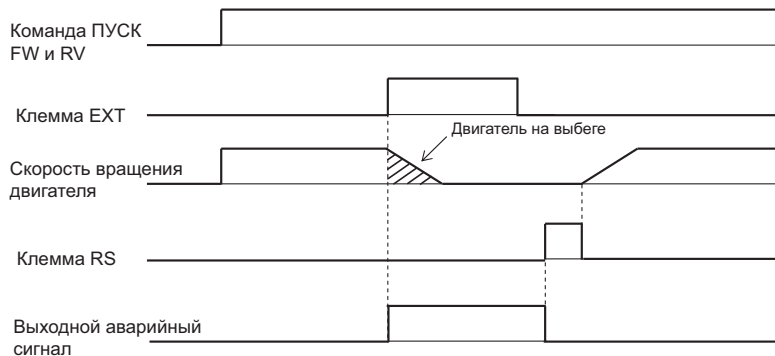 Команда ПУСК
FW и RV
Клемма EXT
Двигатель на выбеге
Скорость вращения
двигателя
Клемма RS
Выходной аварийный
сигнал